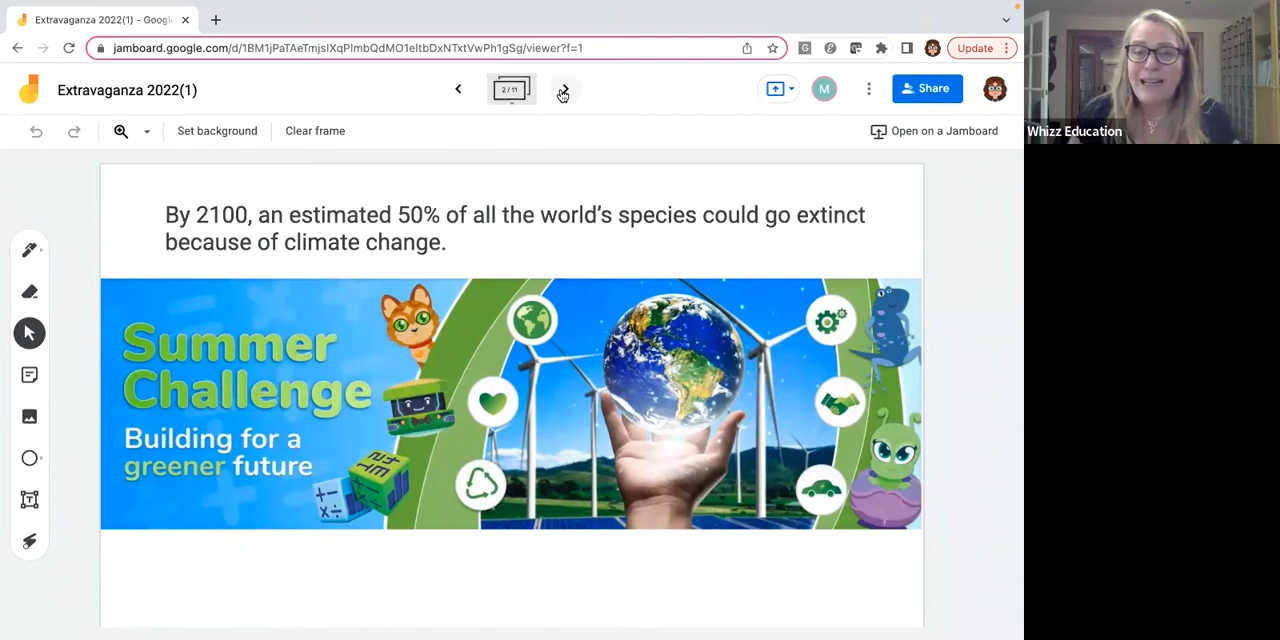 Extravaganza 2022(1) - Googl
jamboard.google.com/d/1BM1jPaTAeTmjslXqPlmbQdMO1eltbDxNTxtVwPh1gSg/viewer?f=1
Update
Extravaganza 2022(1)
2 / 11
M
Share
Whizz Education
Set background
Clear frame
Open on a Jamboard
By 2100, an estimated 50% of all the world's species could go extinct
because of climate change.
Summer
Challenge
Building for a
greener future